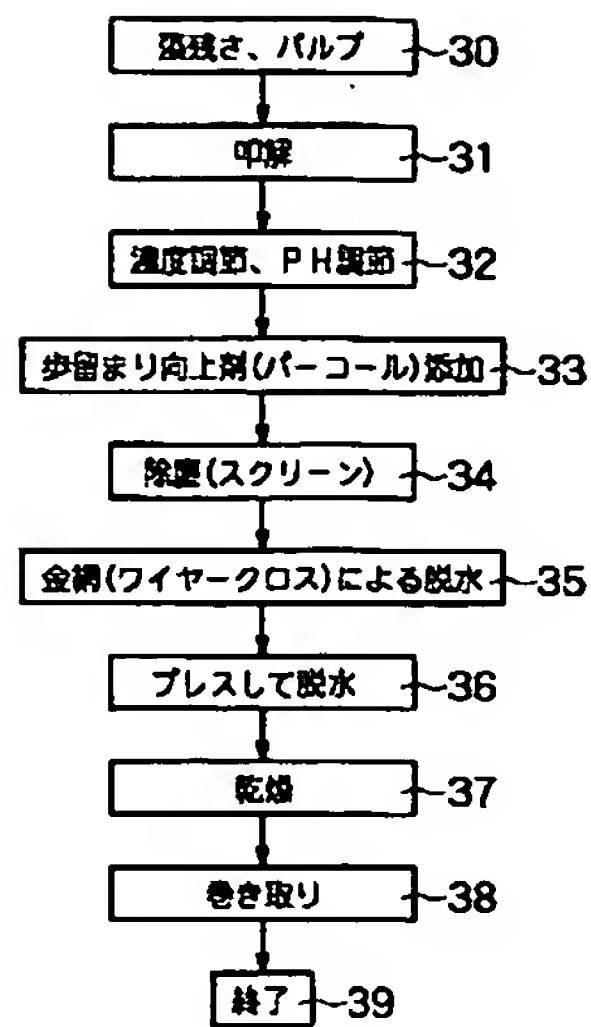 残さ、パルプ 30
叩解 31
濃度調節、PH調節 32
歩留まり向上剤(パーコール)添加 33
除塵(スクリーン) 34
金網(ワイヤークロス)による脱水 35
プレスして脱水 36
乾燥 37
巻き取り 38
終了 39